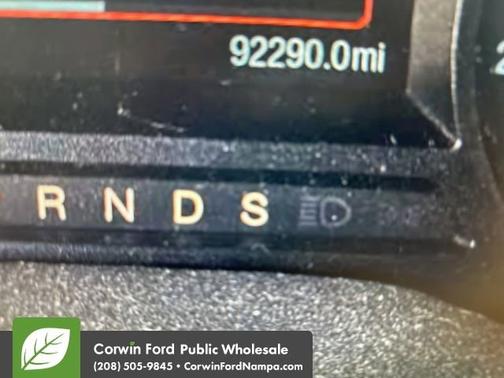 92290.0mi
R N D S
Corwin Ford Public Wholesale
(208) 505-9845 • CorwinFordNampa.com